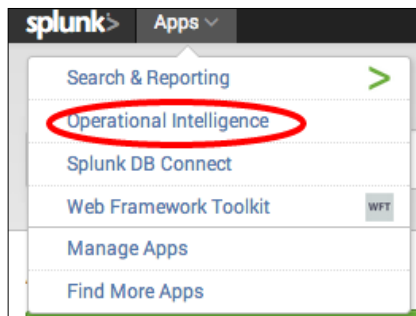 splunk> Apps
Search & Reporting >
Operational Intelligence
Splunk DB Connect
Web Framework Toolkit WFT
Manage Apps
Find More Apps